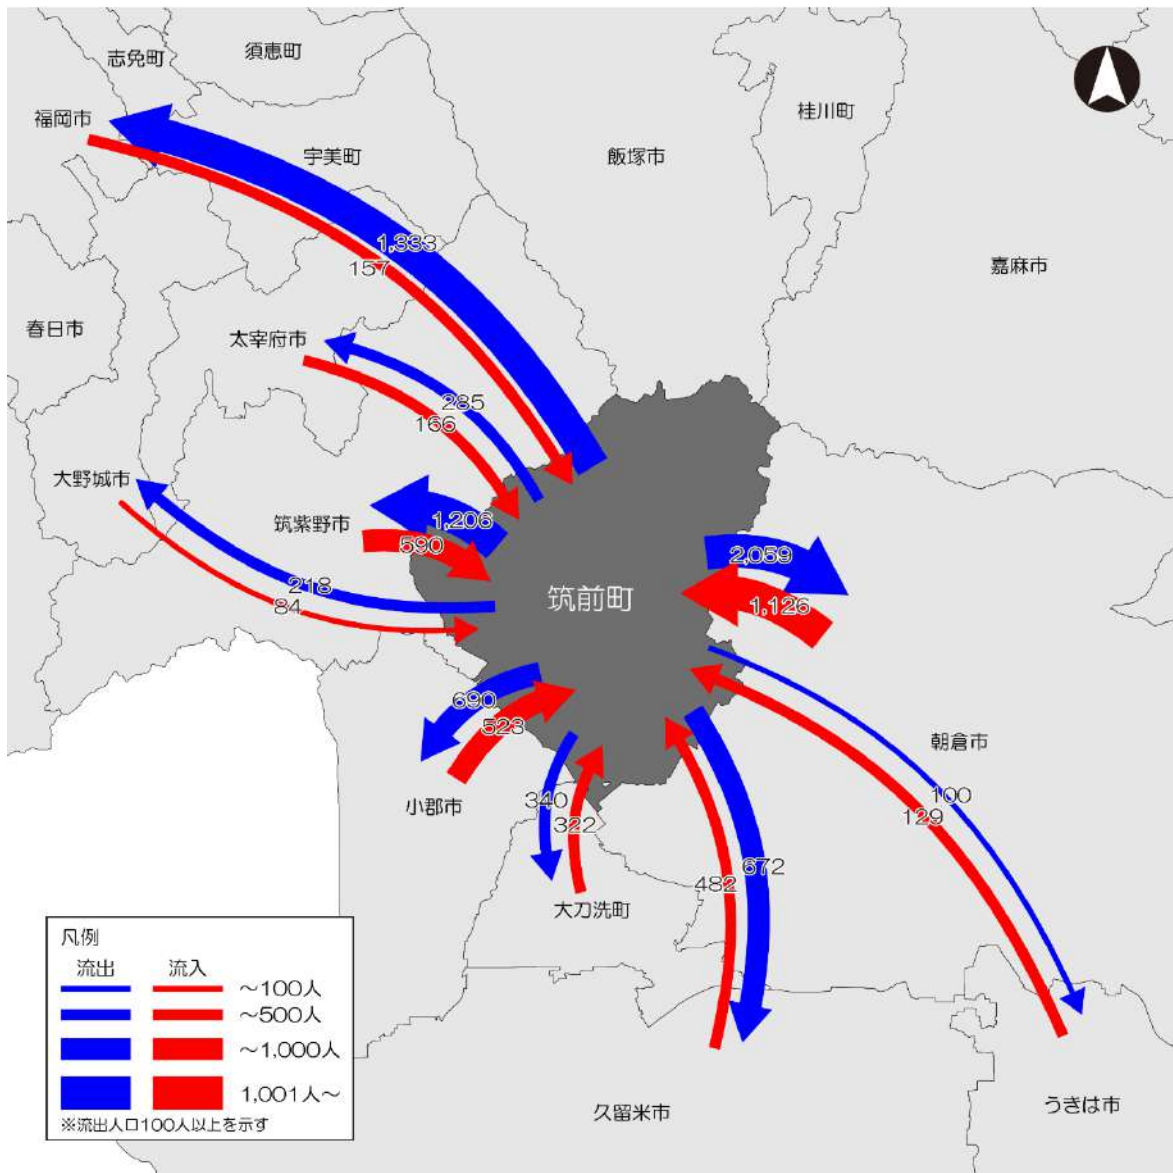 志免町
須恵町
桂川町
福岡市
宇美町
飯塚市
1,333
157
嘉麻市
春日市
太宰府市
285
166
大野城市
筑紫野市
1,206
590
2,059
1,126
筑前町
218
84
690
523
朝倉市
小郡市
340
322
100
129
672
482
大刀洗町
久留米市
うきは市
凡例
流出 流入
～100人
～500人
～1,000人
1,001人～
※流出人口100人以上を示す